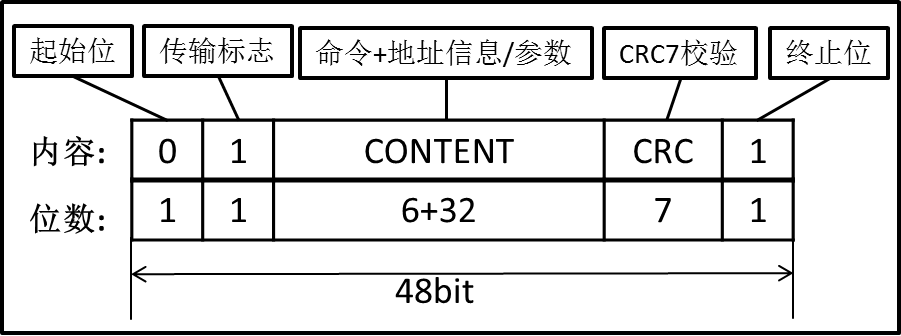 起始位 传输标志 命令+地址信息/参数 CRC7校验 终止位
内容: 0 1 CONTENT CRC 1
位数: 1 1 6+32 7 1
48bit